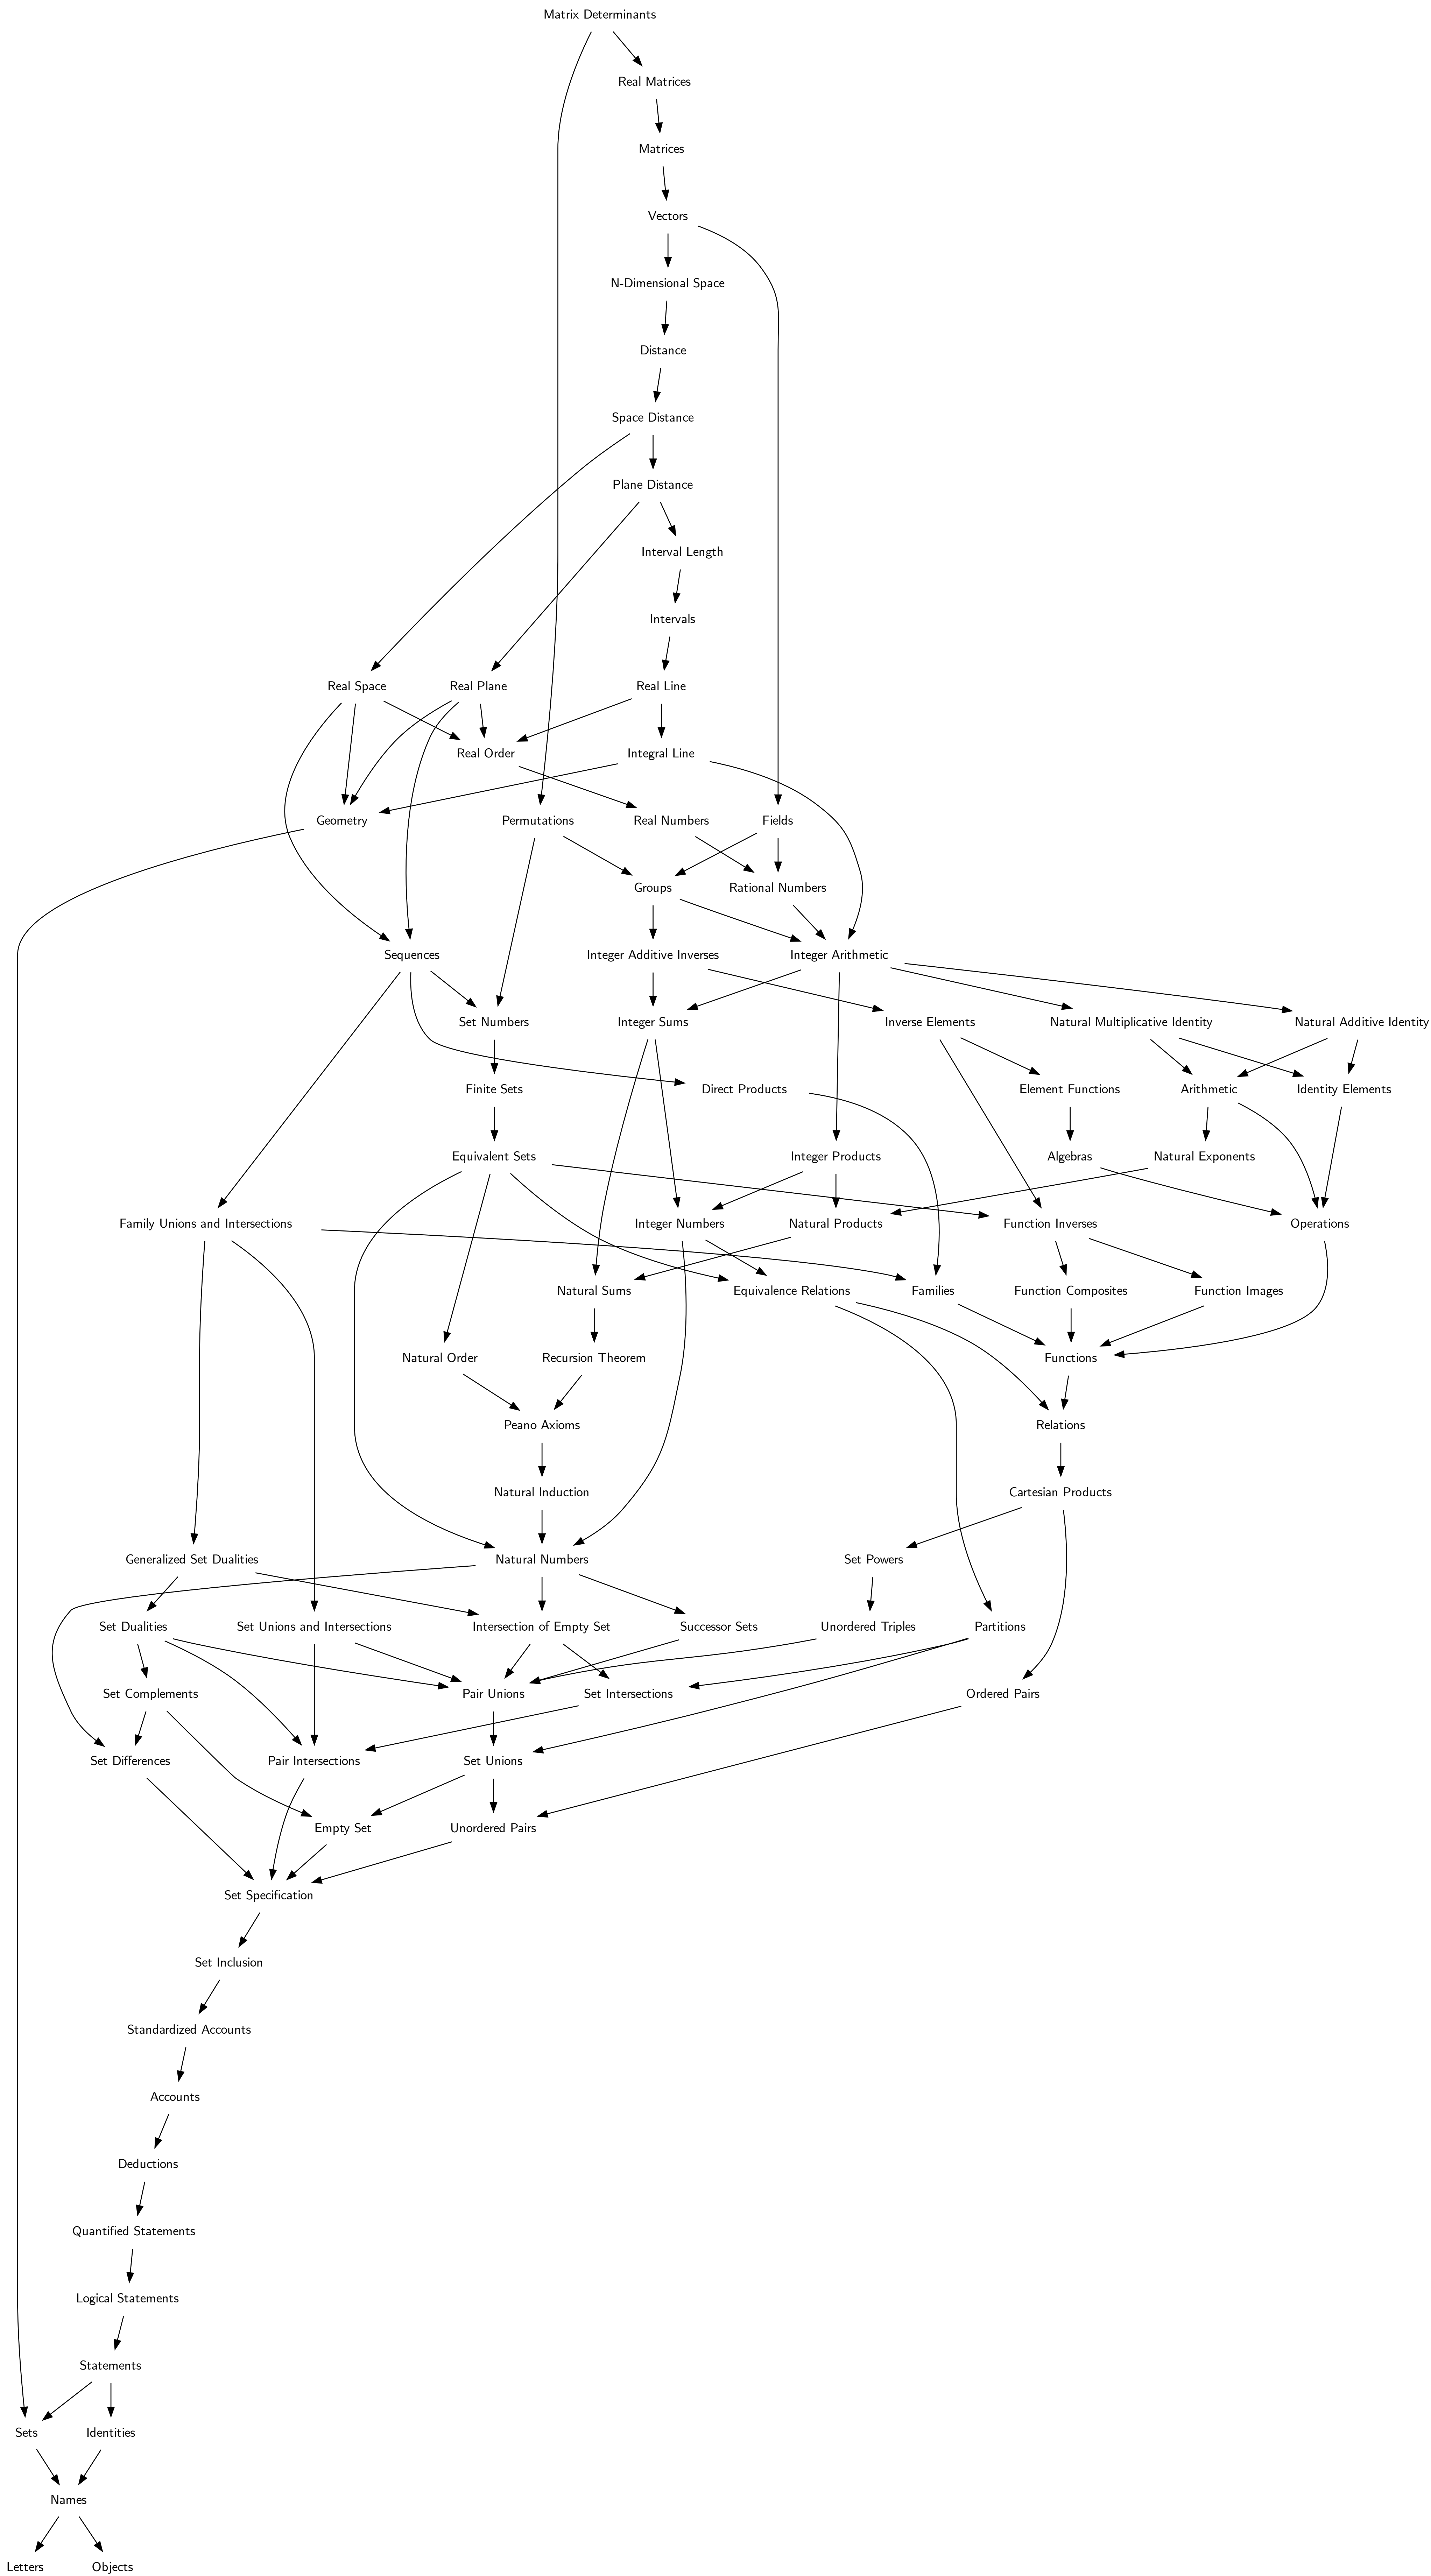 Matrix Determinants
Real Matrices
Matrices
Vectors
N-Dimensional Space
Distance
Space Distance
Plane Distance
Interval Length
Intervals
Real Space
Real Plane
Real Line
Real Order
Integral Line
Geometry
Permutations
Real Numbers
Fields
Groups
Rational Numbers
Sequences
Integer Additive Inverses
Integer Arithmetic
Set Numbers
Integer Sums
Inverse Elements
Natural Multiplicative Identity
Natural Additive Identity
Finite Sets
Direct Products
Element Functions
Arithmetic
Identity Elements
Equivalent Sets
Integer Products
Algebras
Natural Exponents
Family Unions and Intersections
Integer Numbers
Natural Products
Function Inverses
Operations
Natural Sums
Equivalence Relations
Families
Function Composites
Function Images
Natural Order
Recursion Theorem
Functions
Peano Axioms
Relations
Natural Induction
Cartesian Products
Generalized Set Dualities
Natural Numbers
Set Powers
Set Dualities
Set Unions and Intersections
Intersection of Empty Set
Successor Sets
Unordered Triples
Partitions
Set Complements
Pair Unions
Set Intersections
Ordered Pairs
Set Differences
Pair Intersections
Set Unions
Empty Set
Unordered Pairs
Set Specification
Set Inclusion
Standardized Accounts
Accounts
Deductions
Quantified Statements
Logical Statements
Statements
Sets
Identities
Names
Letters
Objects